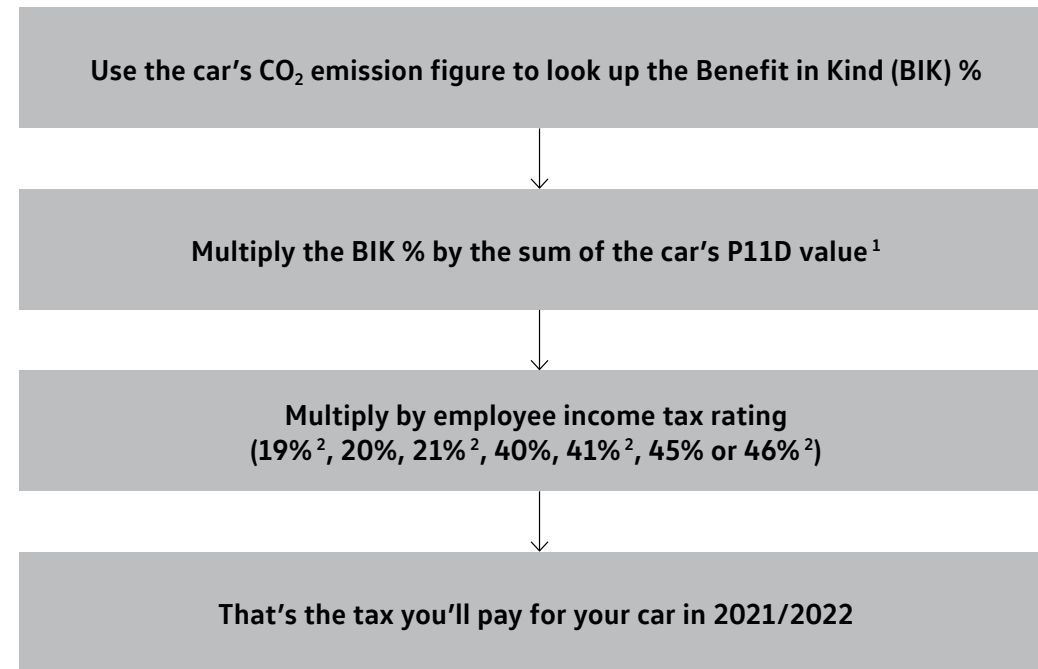 Use the car’s CO₂ emission figure to look up the Benefit in Kind (BIK) %
Multiply the BIK % by the sum of the car’s P11D value ¹
Multiply by employee income tax rating
(19% ², 20%, 21% ², 40%, 41% ², 45% or 46% ²)
That’s the tax you’ll pay for your car in 2021/2022